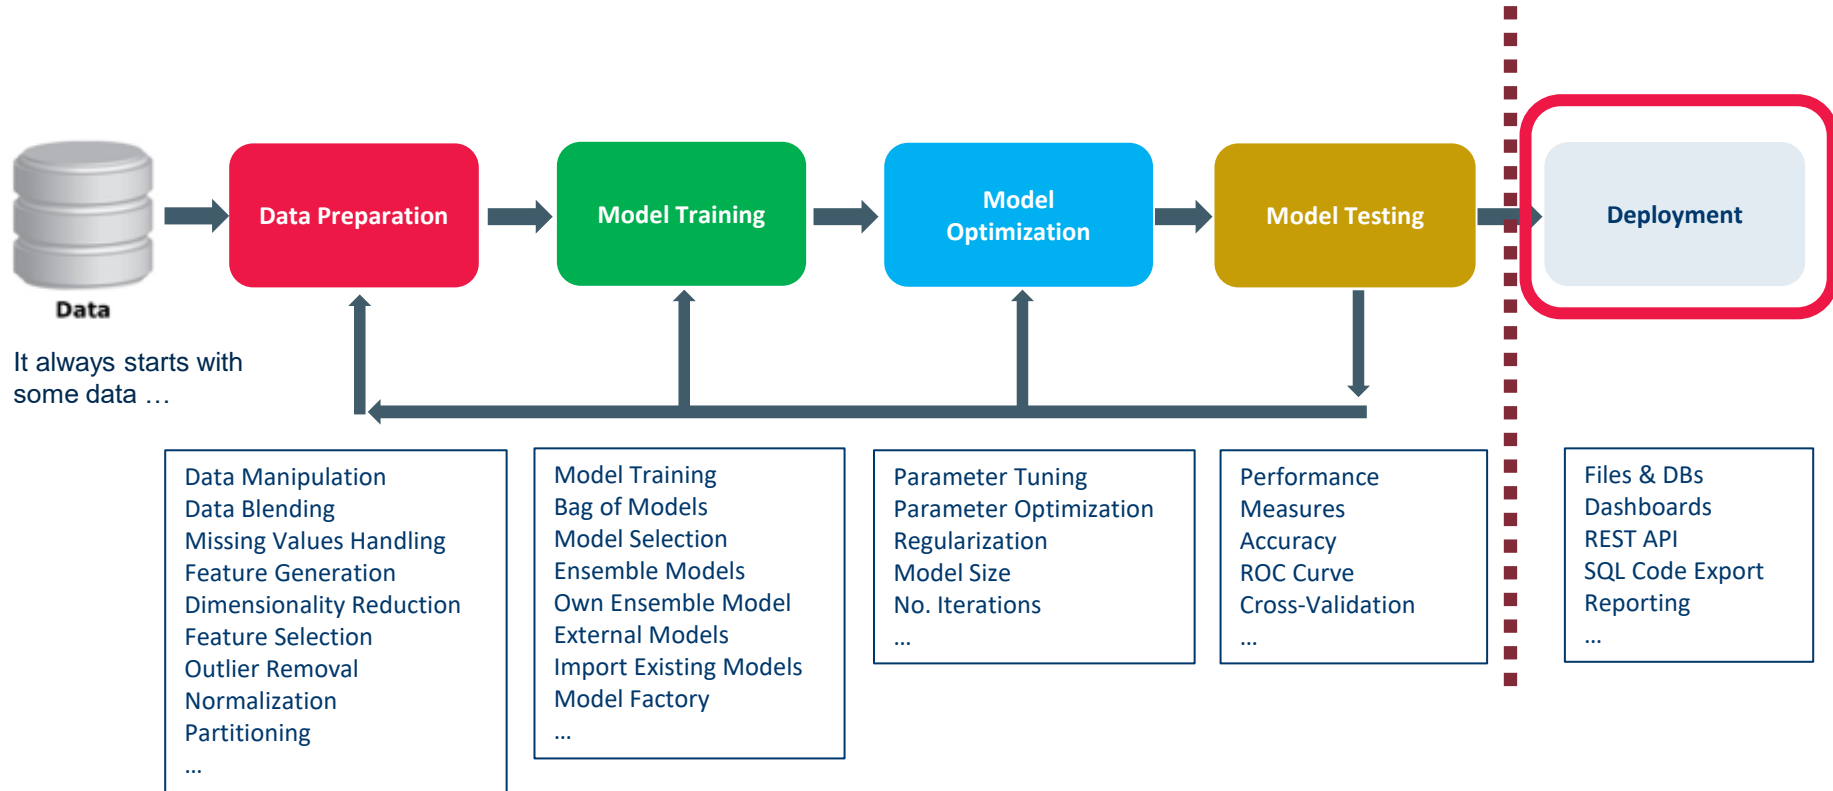 Data Preparation
Model Training
Model
Optimization
Model Testing
Deployment
Data
It always starts with
some data …
Data Manipulation
Data Blending
Missing Values Handling
Feature Generation
Dimensionality Reduction
Feature Selection
Outlier Removal
Normalization
Partitioning
…
Model Training
Bag of Models
Model Selection
Ensemble Models
Own Ensemble Model
External Models
Import Existing Models
Model Factory
…
Parameter Tuning
Parameter Optimization
Regularization
Model Size
No. Iterations
…
Performance
Measures
Accuracy
ROC Curve
Cross-Validation
…
Files & DBs
Dashboards
REST API
SQL Code Export
Reporting
…